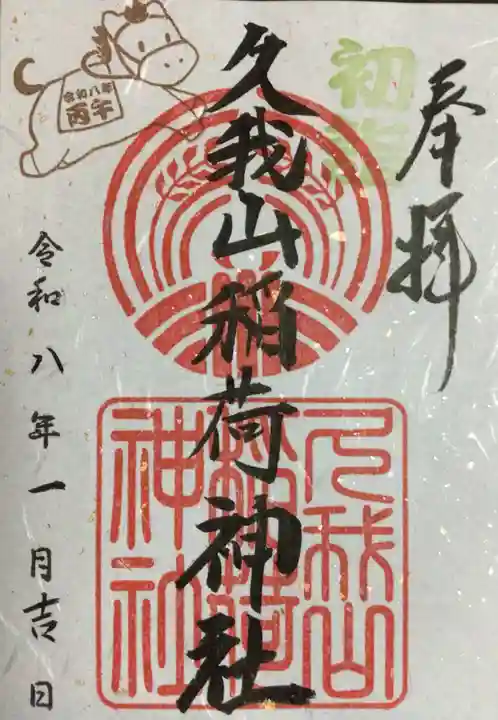 奉拝
初詣
久我山稲荷神社
久我山
稲荷
神社
令和八年
丙午
令和八年一月吉日